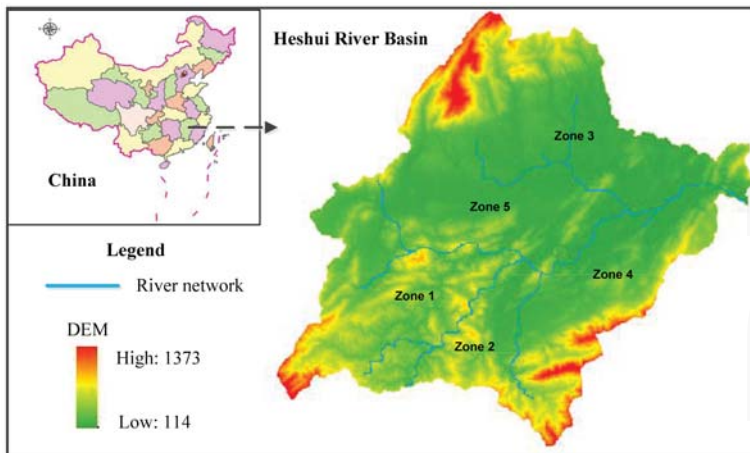 Heshui River Basin
China
Zone 3
Zone 5
Zone 4
Zone 1
Zone 2
Legend
River network
DEM
High: 1373
Low: 114